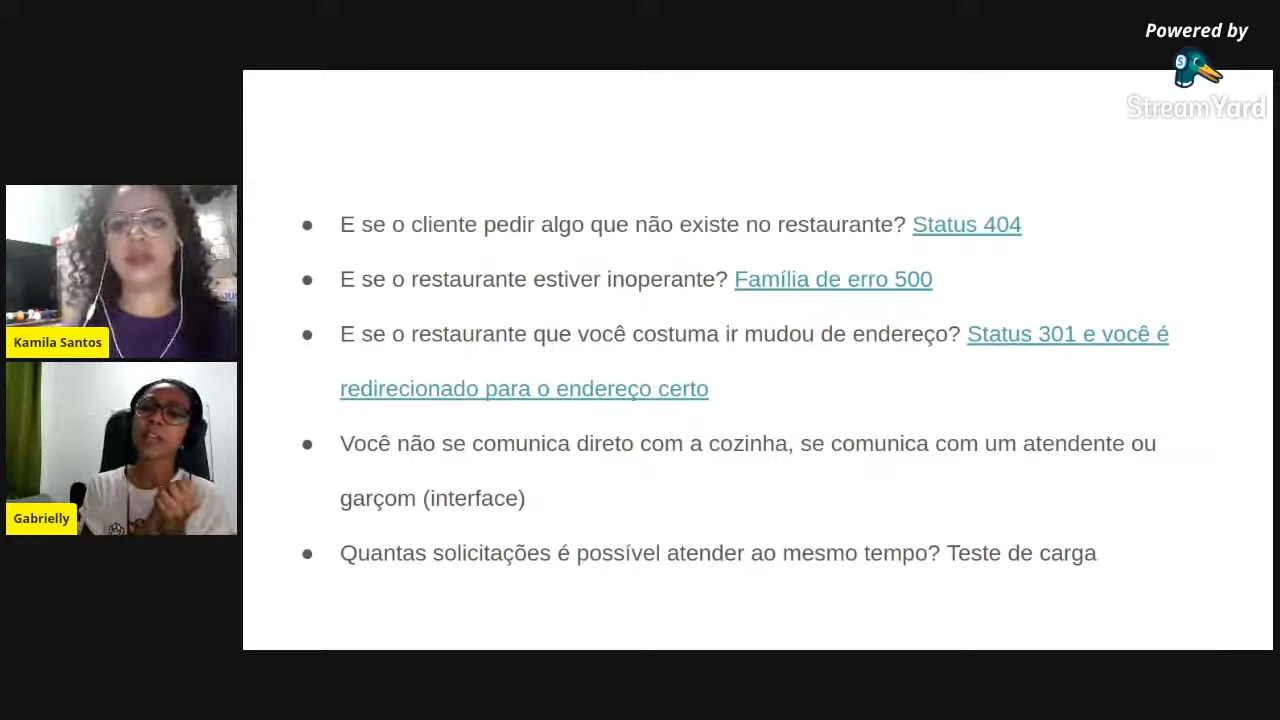 Powered by
StreamYard
E se o cliente pedir algo que não existe no restaurante? Status 404
E se o restaurante estiver inoperante? Família de erro 500
E se o restaurante que você costuma ir mudou de endereço? Status 301 e você é
redirecionado para o endereço certo
Você não se comunica direto com a cozinha, se comunica com um atendente ou
garçom (interface)
Quantas solicitações é possível atender ao mesmo tempo? Teste de carga
Kamila Santos
Gabrielly